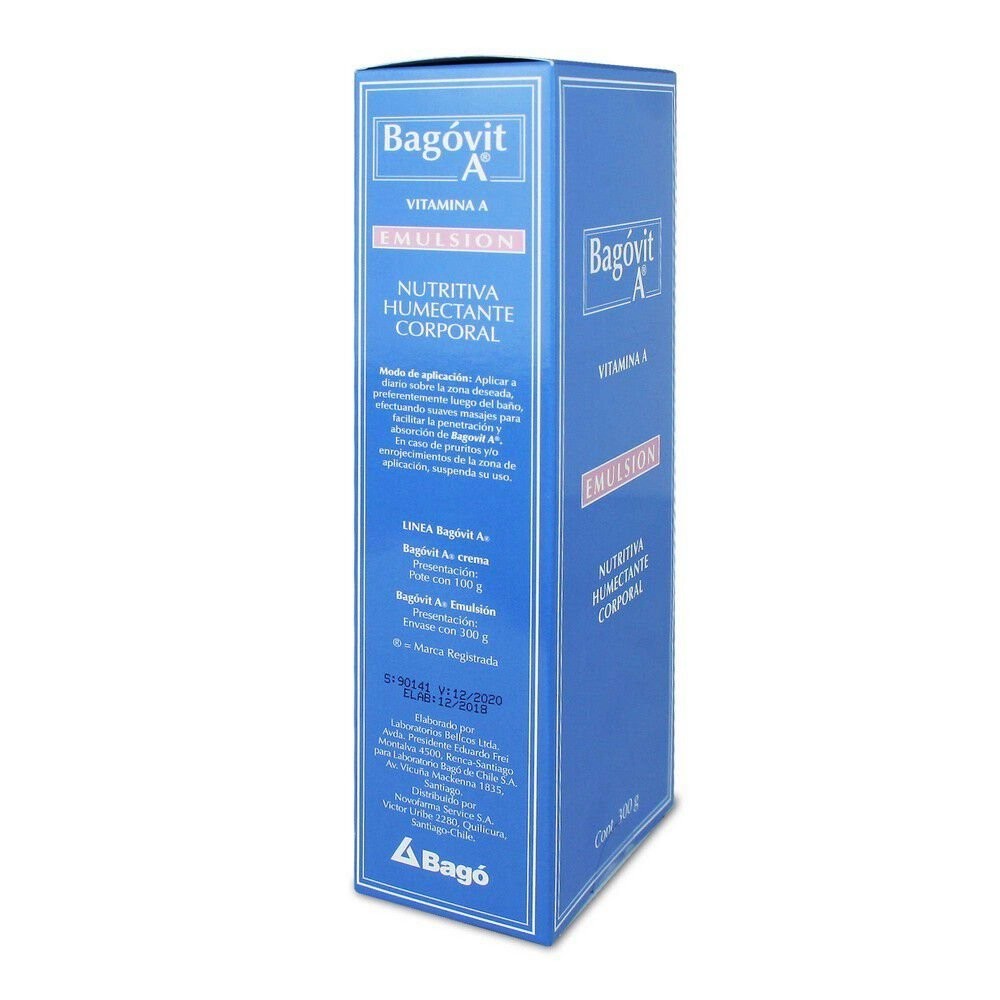 Bagóvit
A®
VITAMINA A
EMULSION
NUTRITIVA
HUMECTANTE
CORPORAL
Modo de aplicación: Aplicar a
diario sobre la zona deseada,
preferentemente luego del baño,
efectuando suaves masajes para
facilitar la penetración y
absorción de Bagovit A®.
En caso de pruritos y/o
enrojecimientos de la zona de
aplicación, suspenda su uso.
LINEA Bagóvit A®
Bagóvit A® crema
Presentación:
Pote con 100 g
Bagóvit A® Emulsión
Presentación:
Envase con 300 g
® = Marca Registrada
S:90141 V:12/2020
ELAB:12/2018
Elaborado por
Laboratorios Bellcos Ltda.
Avda. Presidente Eduardo Frei
Montalva 4500, Renca-Santiago
para Laboratorio Bagó de Chile S.A.
Av. Vicuña Mackenna 1835,
Santiago.
Distribuido por
Novofarma Service S.A.
Victor Uribe 2280, Quilicura,
Santiago-Chile.
Bagó
Bagóvit
A®
VITAMINA A
EMULSION
NUTRITIVA
HUMECTANTE
CORPORAL
Cont. 300 g